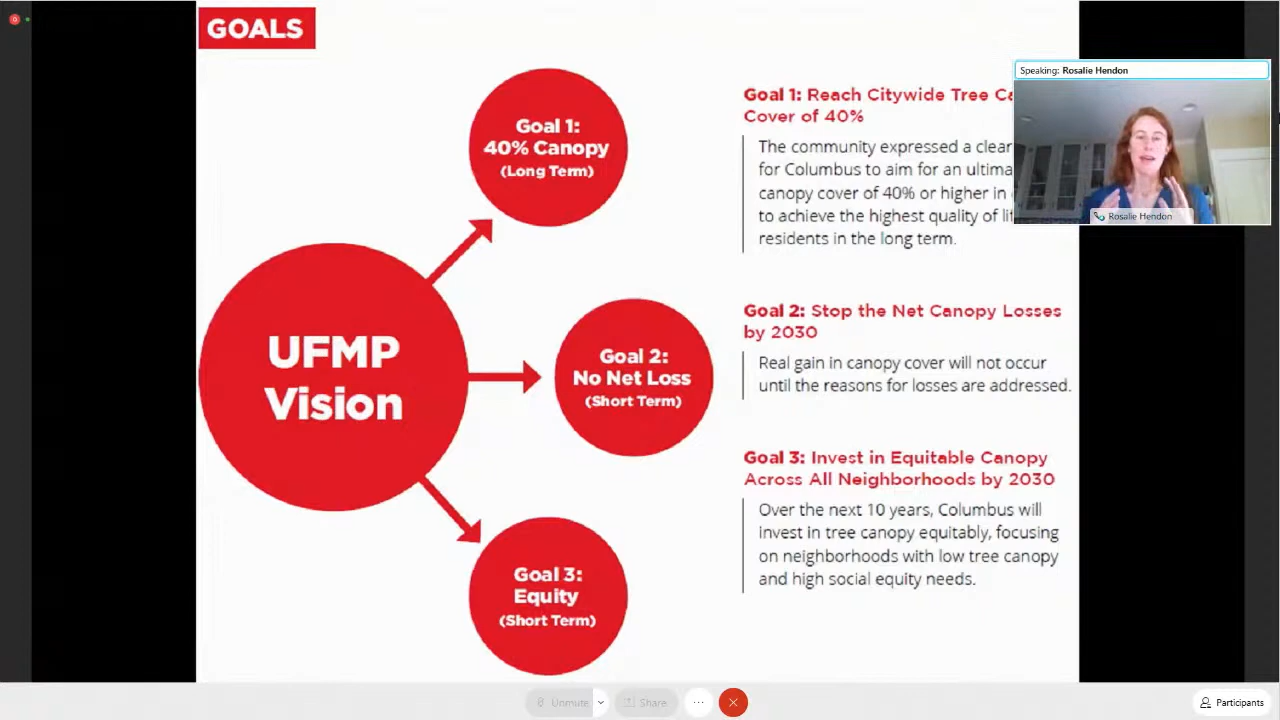 GOALS
Goal 1:
40% Canopy
(Long Term)
UFMP
Vision
Goal 2:
No Net Loss
(Short Term)
Goal 3:
Equity
(Short Term)
Goal 1: Reach Citywide Tree
Cover of 40%
The community expressed a clear
for Columbus to aim for an
canopy cover of 40% or higher in
to achieve the highest quality of
residents in the long term.
Goal 2: Stop the Net Canopy Losses
by 2030
Real gain in canopy cover will not occur
until the reasons for losses are addressed.
Goal 3: Invest in Equitable Canopy
Across All Neighborhoods by 2030
Over the next 10 years, Columbus will
invest in tree canopy equitably, focusing
on neighborhoods with low tree canopy
and high social equity needs.
Speaking: Rosalie Hendon
Rosalie Hendon
Unmute
Share
Participants